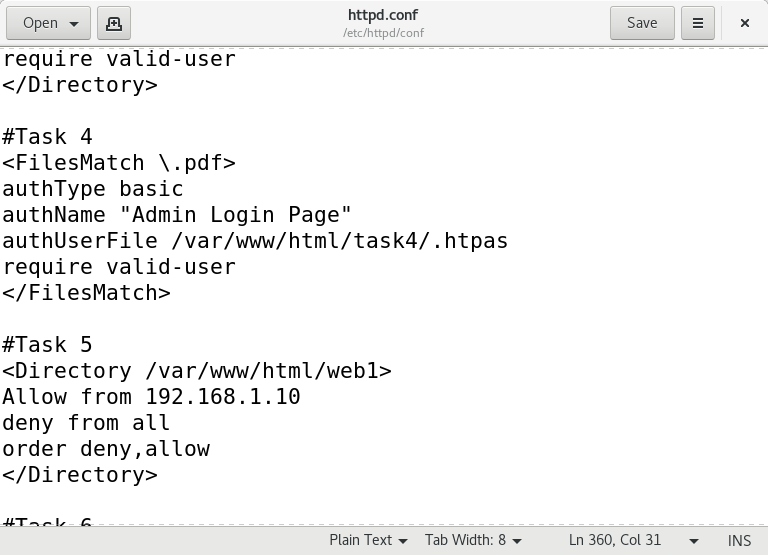 Open
httpd.conf
/etc/httpd/conf
Save
require valid-user
</Directory>
#Task 4
<FilesMatch \.pdf>
authType basic
authName "Admin Login Page"
authUserFile /var/www/html/task4/.htpas
require valid-user
</FilesMatch>
#Task 5
<Directory /var/www/html/web1>
Allow from 192.168.1.10
deny from all
order deny,allow
</Directory>
#Task 6
Plain Text
Tab Width: 8
Ln 360, Col 31
INS